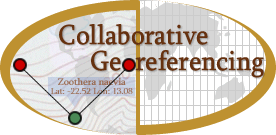 Collaborative
Georeferencing
Zoothera naevia
Lat: -22.52 Lon: 13.08